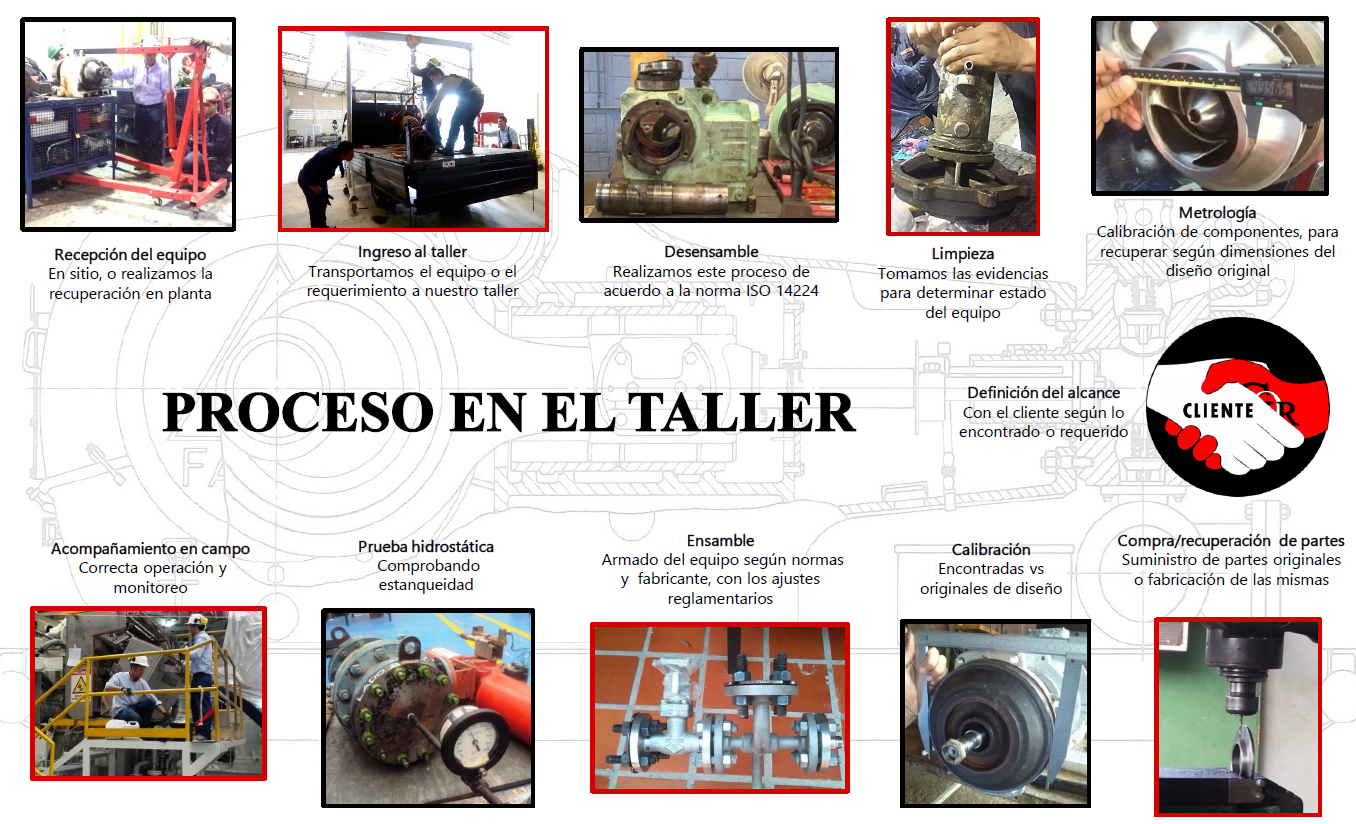 Recepción del equipo
En sitio, o realizamos la
recuperación en planta
Ingreso al taller
Transportamos el equipo o el
requerimiento a nuestro taller
Desensamble
Realizamos este proceso de
acuerdo a la norma ISO 14224
Limpieza
Tomamos las evidencias
para determinar estado
del equipo
Metrología
Calibración de componentes, para
recuperar según dimensiones del
diseño original
PROCESO EN EL TALLER
Definición del alcance
Con el cliente según lo
encontrado o requerido
CLIENTE
Acompañamiento en campo
Correcta operación y
monitoreo
Prueba hidrostática
Comprobando
estanqueidad
Ensamble
Armado del equipo según normas
y fabricante, con los ajustes
reglamentarios
Calibración
Encontradas vs
originales de diseño
Compra/recuperación de partes
Suministro de partes originales
o fabricación de las mismas